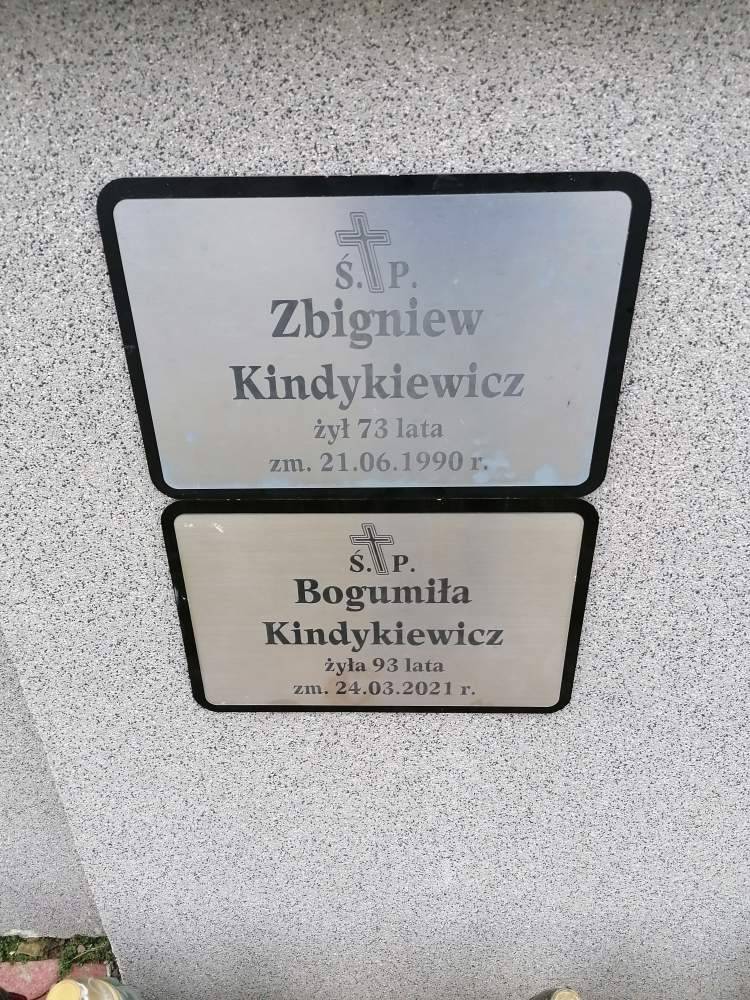 Ś. P.
Zbigniew
Kindykiewicz
żył 73 lata
zm. 21.06.1990 r.
Ś. P.
Bogumiła
Kindykiewicz
żyła 93 lata
zm. 24.03.2021 r.